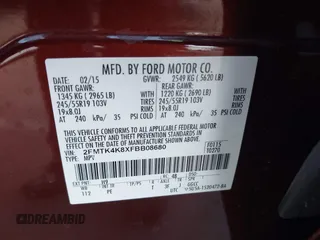 MFD. BY FORD MOTOR CO.
02/15 GVWR: 2549 KG ( 5620 LB)
FRONT GAWR: REAR GAWR:
1345 KG ( 2965 LB) 1220 KG ( 2690 LB)
245/55R19 103V TIRES 245/55R19 103V
19x8.0J RIMS 19x8.0J
AT 240 kPa/ 35 PSI COLD AT 240 kPa/ 35 PSI COLD
THIS VEHICLE CONFORMS TO ALL APPLICABLE FEDERAL MOTOR
VEHICLE SAFETY AND THEFT PREVENTION STANDARDS IN EFFECT ON
THE DATE OF MANUFACTURE SHOWN ABOVE.
VIN: 2FMTK4K8XFBB08680
TYPE: MPV
DREAMBID